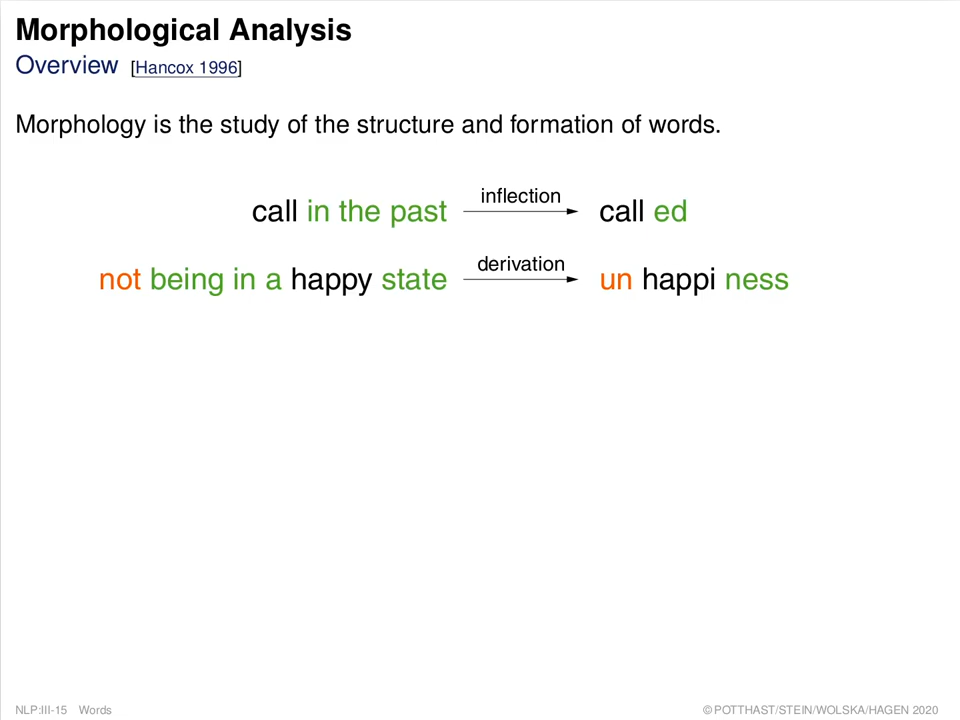 Morphological Analysis
Overview [Hancox 1996]
Morphology is the study of the structure and formation of words.
inflection
call in the past call ed
derivation
not being in a happy state un happi ness
NLP:III-15 Words ©POTTHAST/STEIN/WOLSKA/HAGEN 2020